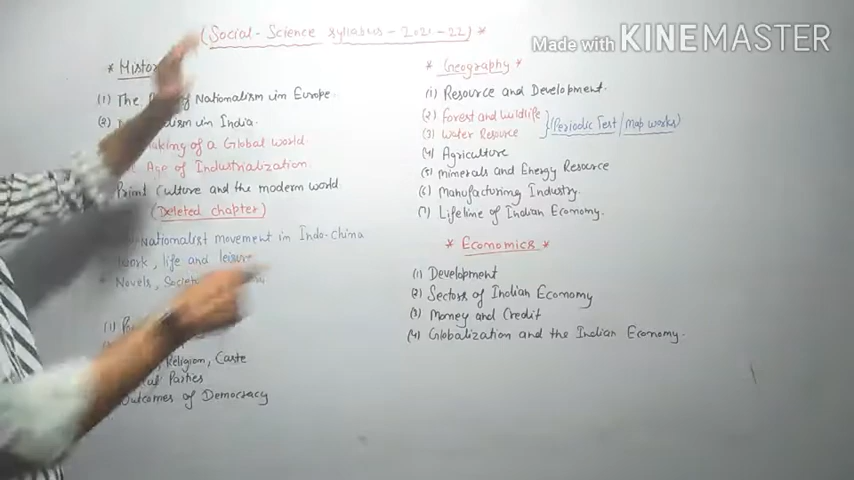 (Social-Science syllabus - 2021-22) *
Made with KINEMASTER
* Histor
(1) The of Nationalism in Europe.
(2) in India.
Making of a Global world.
Age of Industrialization
Print Culture and the modern world
(Deleted chapter)
Nationalist movement in Indo-China
Work, life and leisure
Novels,
(1)
Religion, Caste
Parties
Outcomes of Democracy
* Geography *
(1) Resource and Development.
(2) Forest and Wildlife
(3) Water Resource
(Periodic Test/Map works)
(4) Agriculture
(5) minerals and Energy Resource
(6) Manufacturing Industry.
(7) Lifeline of Indian Economy.
* Economics *
(1) Development
(2) Sectors of Indian Economy
(3) Money and Credit
(4) Globalization and the Indian Economy.